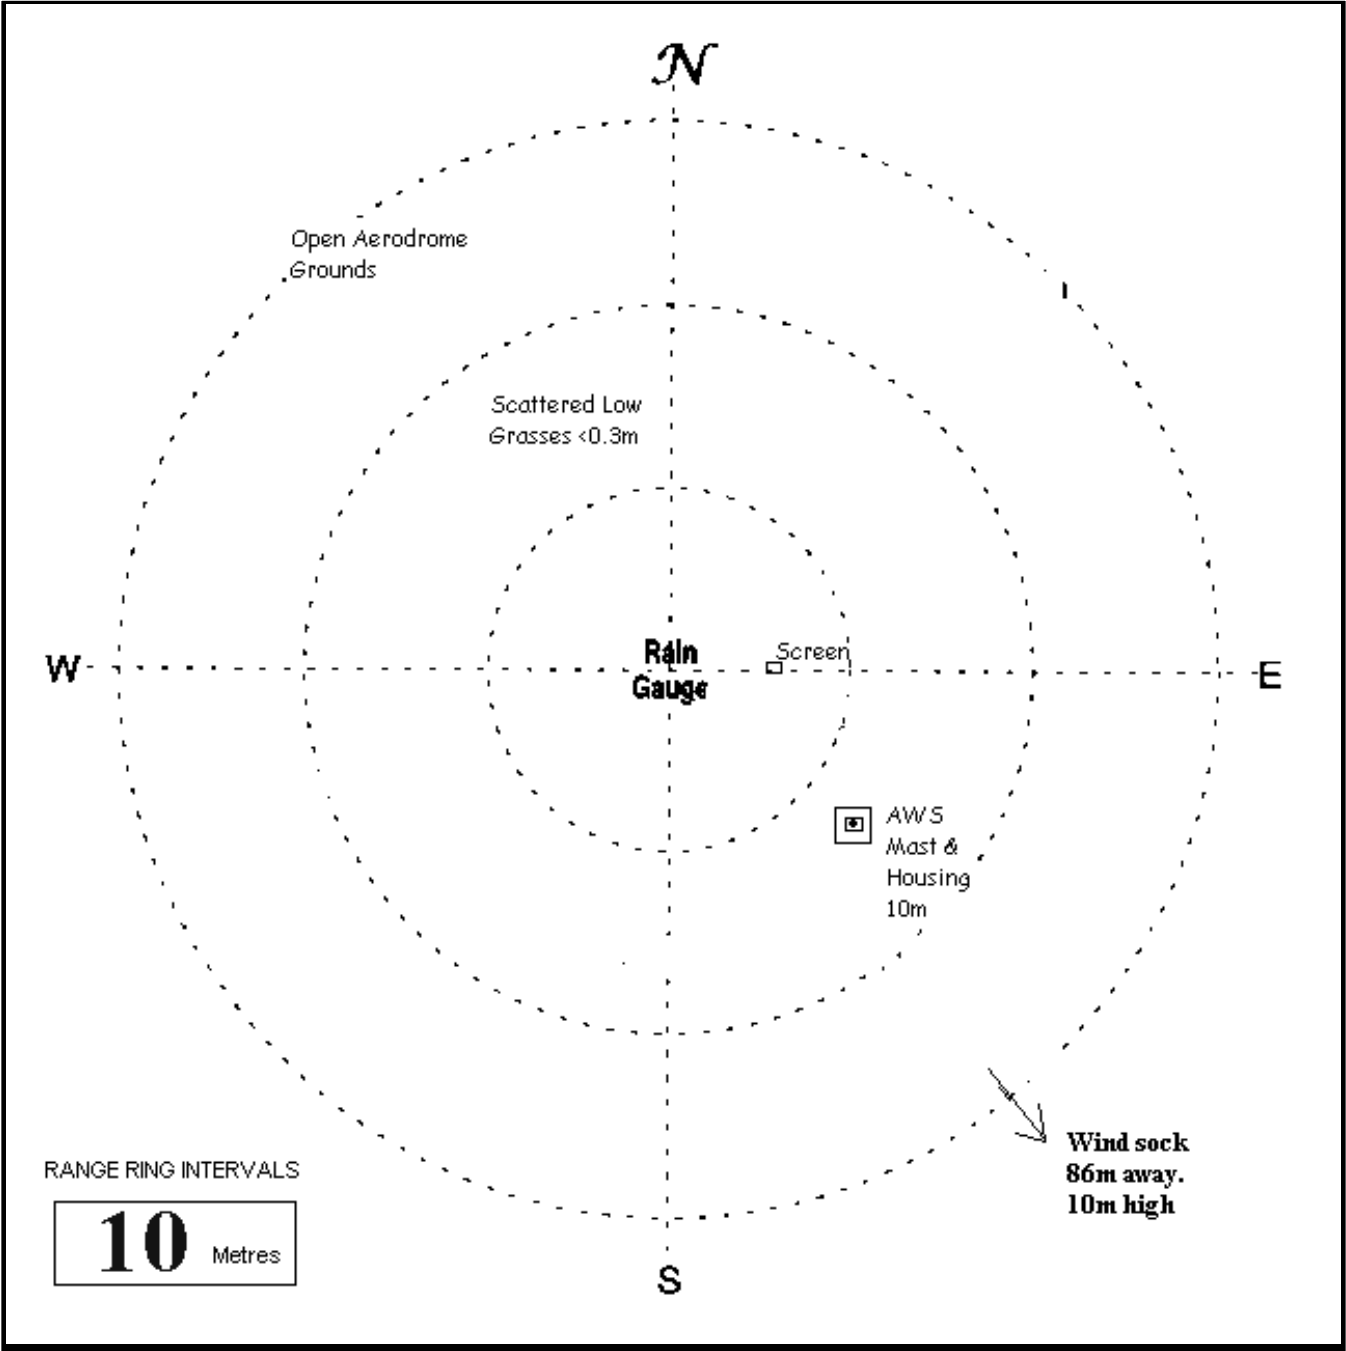 N
Open Aerodrome
Grounds
Scattered Low
Grasses <0.3m
W
Rain
Gauge
Screen
E
AWS
Mast &
Housing
10m
Wind sock
86m away.
10m high
RANGE RING INTERVALS
10 Metres
S